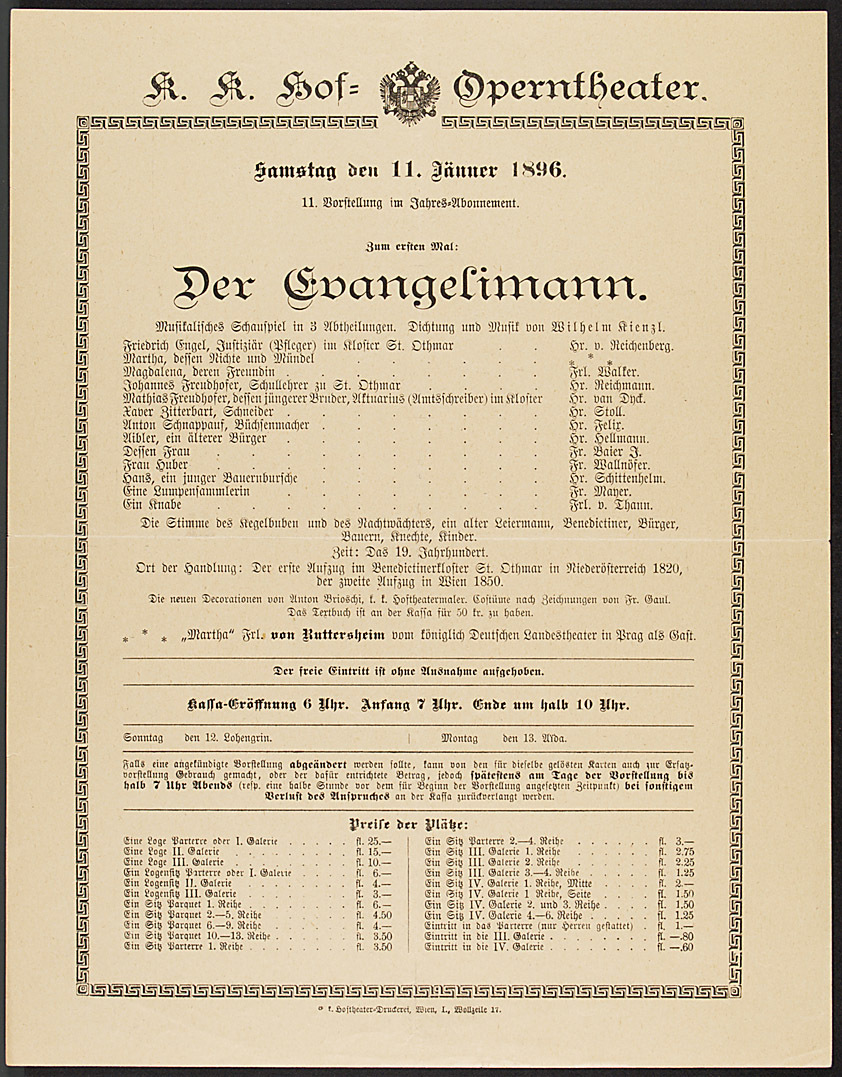 K. K. Hof= Operntheater.
Samstag den 11. Jänner 1896.
11. Vorstellung im Jahres=Abonnement.
Zum ersten Mal:
Der Evangelimann.
Musikalisches Schauspiel in 3 Abtheilungen. Dichtung und Musik von Wilhelm Kienzl.
Friedrich Engel, Justiziär (Pfleger) im Kloster St. Othmar . . Hr. v. Reichenberg.
Martha, dessen Nichte und Mündel . . . . . . * * *
Magdalena, deren Freundin . . . . . . . . Frl. Walker.
Johannes Freudhofer, Schullehrer zu St. Othmar . . . . Hr. Reichmann.
Mathias Freudhofer, dessen jüngerer Bruder, Aktuarius (Amtsschreiber) im Kloster Hr. van Dyck.
Xaver Zitterbart, Schneider . . . . . . . . Hr. Stoll.
Anton Schnappauf, Büchsenmacher . . . . . . . Hr. Felix.
Aibler, ein älterer Bürger . . . . . . . . Hr. Hellmann.
Dessen Frau . . . . . . . . . . Fr. Baier J.
Frau Huber . . . . . . . . . . Fr. Wallnöfer.
Hans, ein junger Bauernbursche . . . . . . . Hr. Schittenhelm.
Eine Lumpensammlerin . . . . . . . . Fr. Mayer.
Ein Knabe . . . . . . . . . . Frl. v. Thann.
Die Stimme des Kegelbuben und des Nachtwächters, ein alter Leiermann, Benedictiner, Bürger,
Bauern, Knechte, Kinder.
Zeit: Das 19. Jahrhundert.
Ort der Handlung: Der erste Aufzug im Benedictinerkloster St. Othmar in Niederösterreich 1820,
der zweite Aufzug in Wien 1850.
Die neuen Decorationen von Anton Brioschi, k. k. Hoftheatermaler. Costüme nach Zeichnungen von Fr. Gaul.
Das Textbuch ist an der Kassa für 50 kr. zu haben.
* * * „Martha“ Frl. von Ruttersheim vom königlich Deutschen Landestheater in Prag als Gast.
Der freie Eintritt ist ohne Ausnahme aufgehoben.
Kassa-Eröffnung 6 Uhr. Anfang 7 Uhr. Ende um halb 10 Uhr.
Sonntag den 12. Lohengrin. | Montag den 13. Aïda.
Falls eine angekündigte Vorstellung abgeändert werden sollte, kann von den für dieselbe gelösten Karten auch zur Ersatz-
vorstellung Gebrauch gemacht, oder der dafür entrichtete Betrag, jedoch spätestens am Tage der Vorstellung bis
halb 7 Uhr Abends (resp. eine halbe Stunde vor dem für Beginn der Vorstellung angesetzten Zeitpunkt) bei sonstigem
Verlust des Anspruches an der Kassa zurückverlangt werden.
Preise der Plätze:
Eine Loge Parterre oder I. Galerie . . . . . fl. 25.—
Eine Loge II. Galerie . . . . . . . . fl. 15.—
Eine Loge III. Galerie . . . . . . . . fl. 10.—
Ein Logensitz Parterre oder I. Galerie . . . . fl. 6.—
Ein Logensitz II. Galerie . . . . . . . fl. 4.—
Ein Logensitz III. Galerie . . . . . . . fl. 3.—
Ein Sitz Parquet 1. Reihe . . . . . . . fl. 6.—
Ein Sitz Parquet 2.—5. Reihe . . . . . . fl. 4.50
Ein Sitz Parquet 6.—9. Reihe . . . . . . fl. 4.—
Ein Sitz Parquet 10.—13. Reihe . . . . . . fl. 3.50
Ein Sitz Parterre 1. Reihe . . . . . . . fl. 3.50
Ein Sitz Parterre 2.—4. Reihe . . . . . . fl. 3.—
Ein Sitz III. Galerie 1. Reihe . . . . . . fl. 2.75
Ein Sitz III. Galerie 2. Reihe . . . . . . fl. 2.25
Ein Sitz III. Galerie 3.—4. Reihe . . . . . fl. 1.25
Ein Sitz IV. Galerie 1. Reihe, Mitte . . . . fl. 2.—
Ein Sitz IV. Galerie 1 Reihe, Seite . . . . fl. 1.50
Ein Sitz IV. Galerie 2. und 3. Reihe . . . . fl. 1.50
Ein Sitz IV. Galerie 4.—6. Reihe . . . . . fl. 1.25
Eintritt in das Parterre (nur Herren gestattet) . fl. 1.—
Eintritt in die III. Galerie . . . . . . . fl. —.80
Eintritt in die IV. Galerie . . . . . . . fl. —.60
k. Hoftheater=Druckerei, Wien, I., Wollzeile 17.